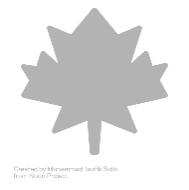 Created by Mohammad Taufik Sidik
from Noun Project